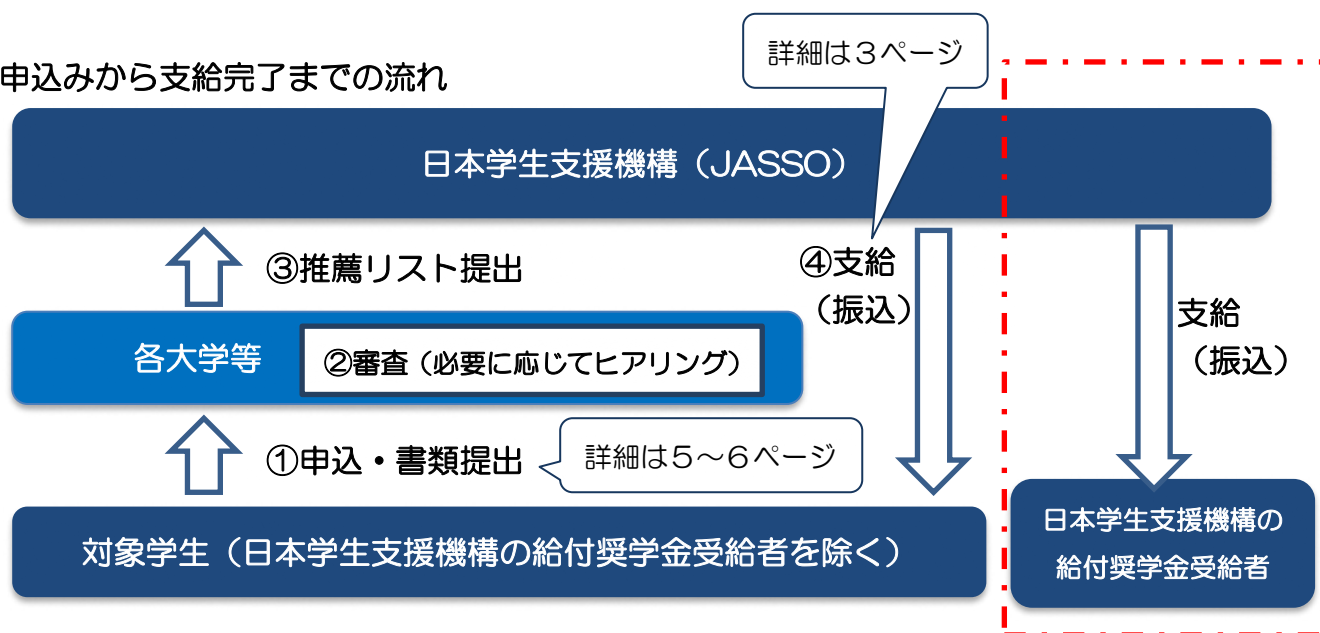 詳細は３ページ
申込みから支給完了までの流れ
日本学生支援機構（JASSO）
③推薦リスト提出
④支給
（振込）
支給
（振込）
各大学等
②審査（必要に応じてヒアリング）
①申込・書類提出
詳細は５～６ページ
対象学生（日本学生支援機構の給付奨学金受給者を除く）
日本学生支援機構の
給付奨学金受給者